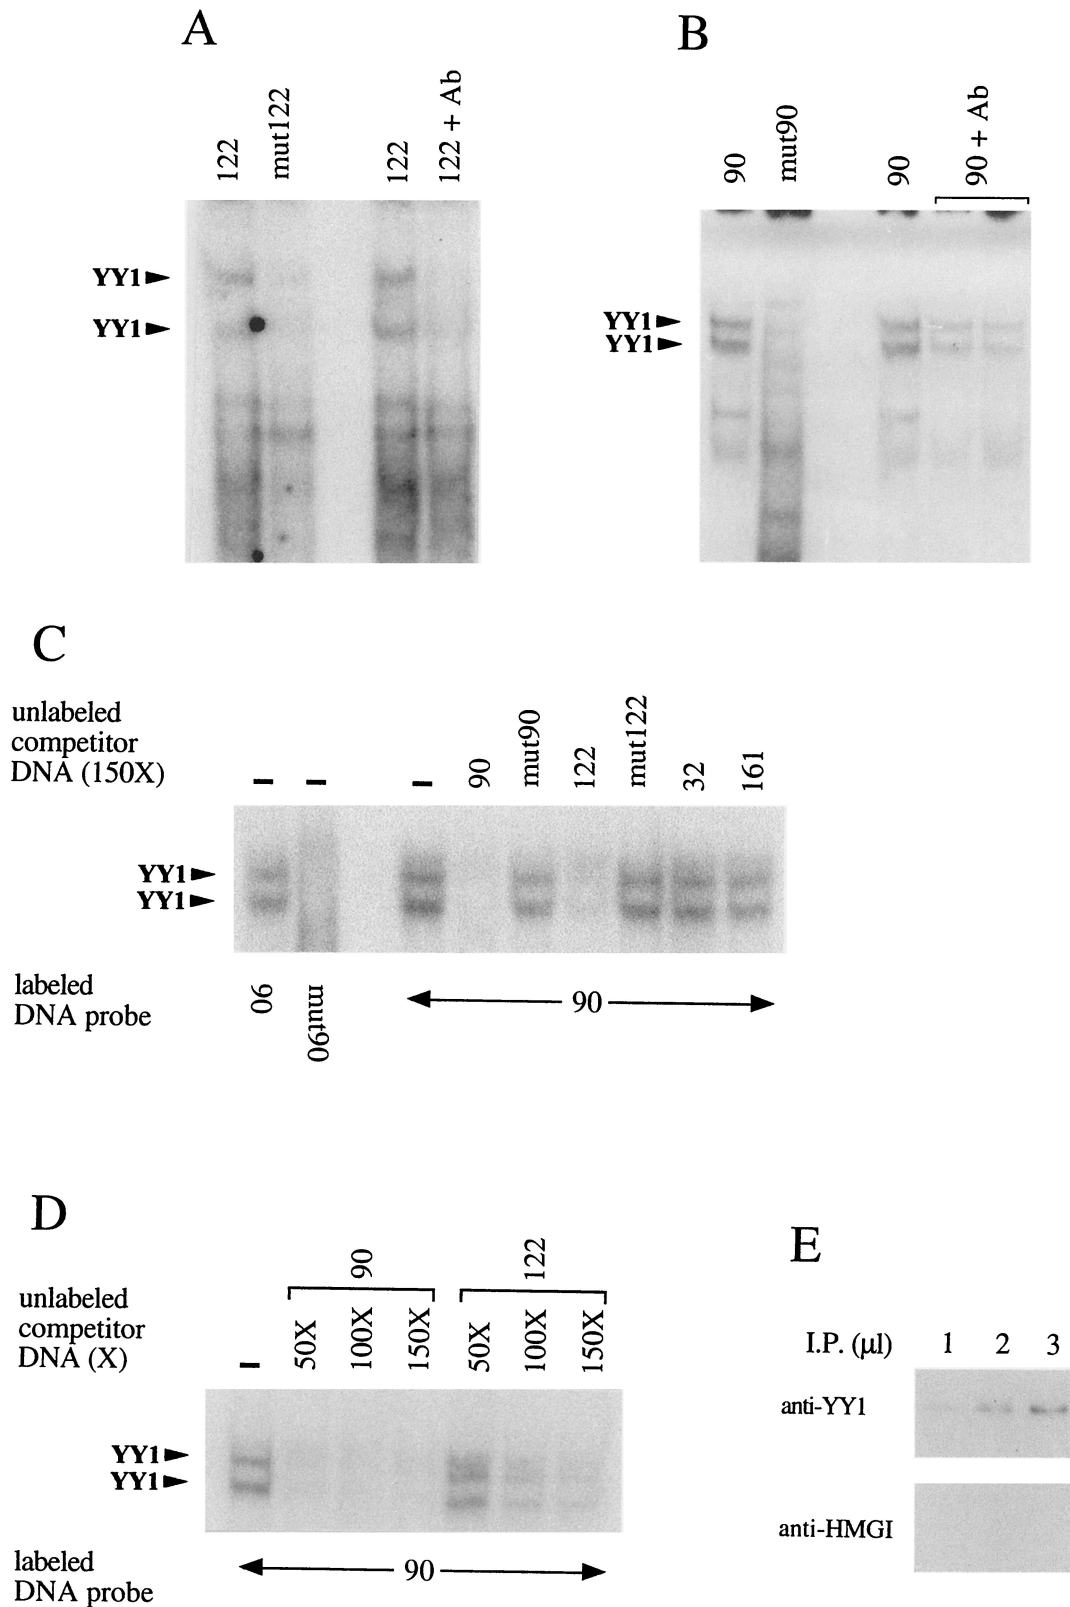 A
122
mut122
122
122 + Ab
YY1
YY1
B
90
mut90
90
90 + Ab
YY1
YY1
C
unlabeled
competitor
DNA (150X)
–
–
–
90
mut90
122
mut122
32
161
YY1
YY1
labeled
DNA probe
90
mut90
90
D
unlabeled
competitor
DNA (X)
–
90
50X
100X
150X
122
50X
100X
150X
YY1
YY1
labeled
DNA probe
90
E
I.P. (µl)
1
2
3
anti-YY1
anti-HMGI